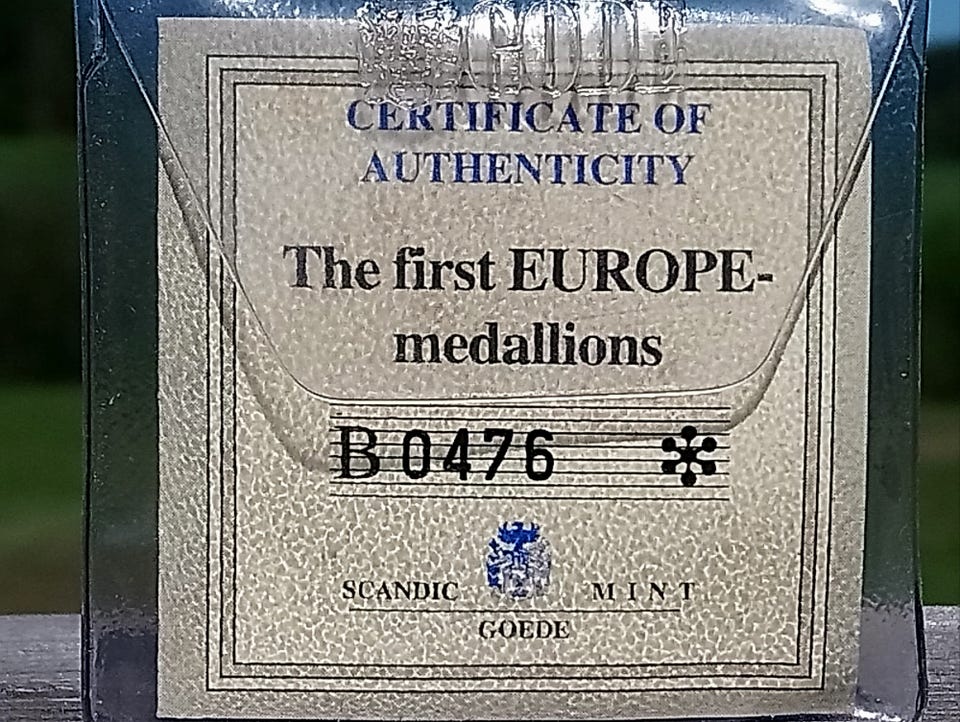 CERTIFICATE OF
AUTHENTICITY
The first EUROPE-
medallions
B 0476 *
SCANDIC MINT
GOEDE